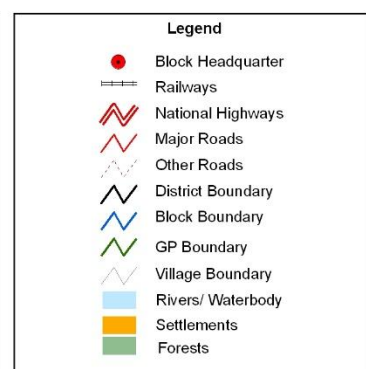 Legend
Block Headquarter
Railways
National Highways
Major Roads
Other Roads
District Boundary
Block Boundary
GP Boundary
Village Boundary
Rivers/ Waterbody
Settlements
Forests